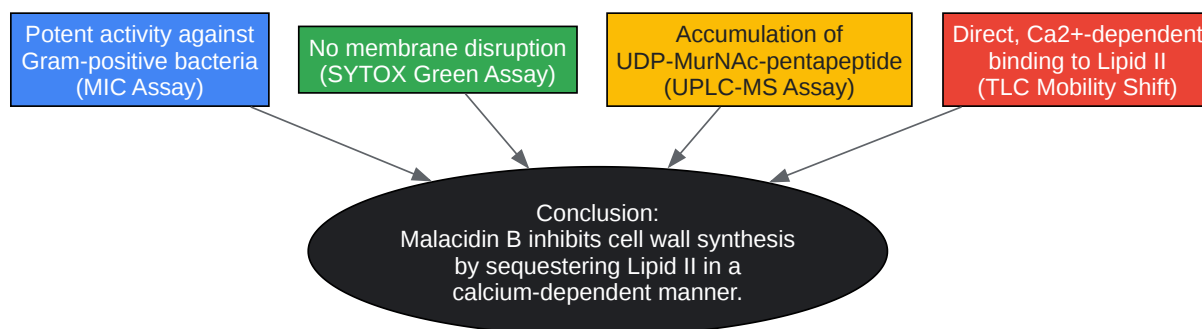 Potent activity against
Gram-positive bacteria
(MIC Assay)
No membrane disruption
(SYTOX Green Assay)
Accumulation of
UDP-MurNAc-pentapeptide
(UPLC-MS Assay)
Direct, Ca2+-dependent
binding to Lipid II
(TLC Mobility Shift)
Conclusion:
Malacidin B inhibits cell wall synthesis
by sequestering Lipid II in a
calcium-dependent manner.